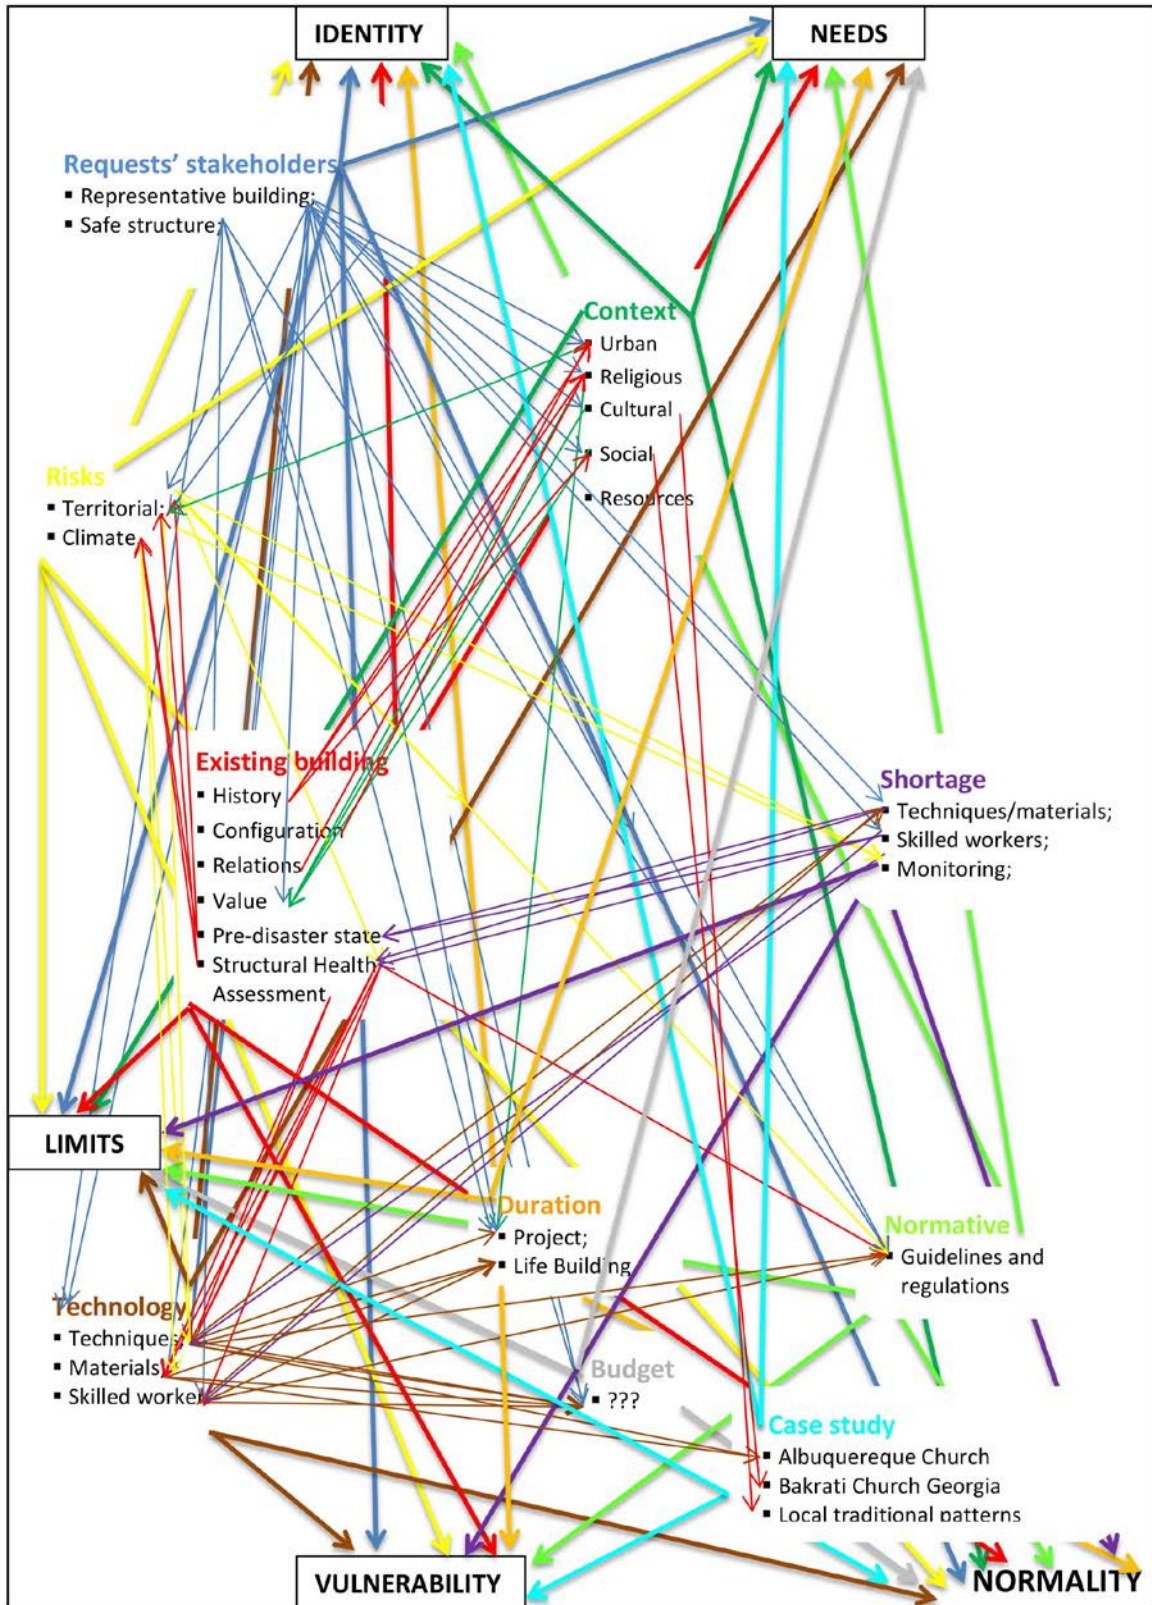 IDENTITY
NEEDS
Requests' stakeholders
▪ Representative building;
▪ Safe structure;
Context
▪ Urban
▪ Religious
▪ Cultural
▪ Social
▪ Resources
Risks
▪ Territorial;
▪ Climate
Existing building
▪ History
▪ Configuration
▪ Relations
▪ Value
▪ Pre-disaster state
▪ Structural Health
Assessment
Shortage
▪ Techniques/materials;
▪ Skilled workers;
▪ Monitoring;
LIMITS
Duration
▪ Project;
▪ Life Building
Normative
▪ Guidelines and
regulations
Technology
▪ Techniques
▪ Materials
▪ Skilled worker
Budget
▪ ???
Case study
▪ Albuquereque Church
▪ Bakrati Church Georgia
▪ Local traditional patterns
VULNERABILITY
NORMALITY